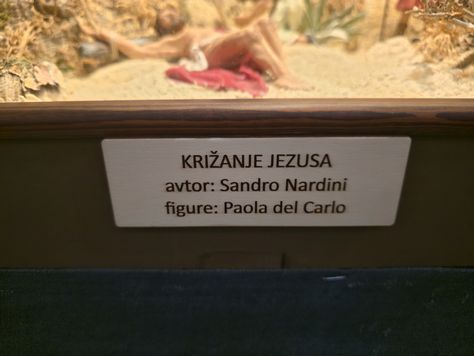 KRIŽANJE JEZUSA
avtor: Sandro Nardini
figure: Paola del Carlo